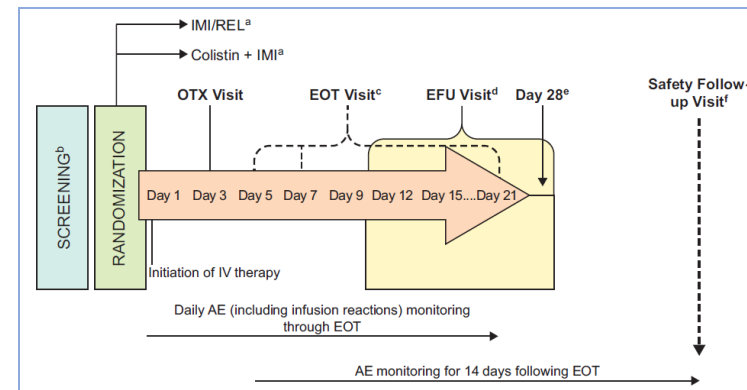 IMI/RELᵃ
Colistin + IMIᵃ
SCREENINGᵇ
RANDOMIZATION
OTX Visit
EOT Visitᶜ
EFU Visitᵈ
Day 28ᵉ
Safety Follow-
up Visitᶠ
Day 1 Day 3 Day 5 Day 7 Day 9 Day 12 Day 15....Day 21
Initiation of IV therapy
Daily AE (including infusion reactions) monitoring
through EOT
AE monitoring for 14 days following EOT